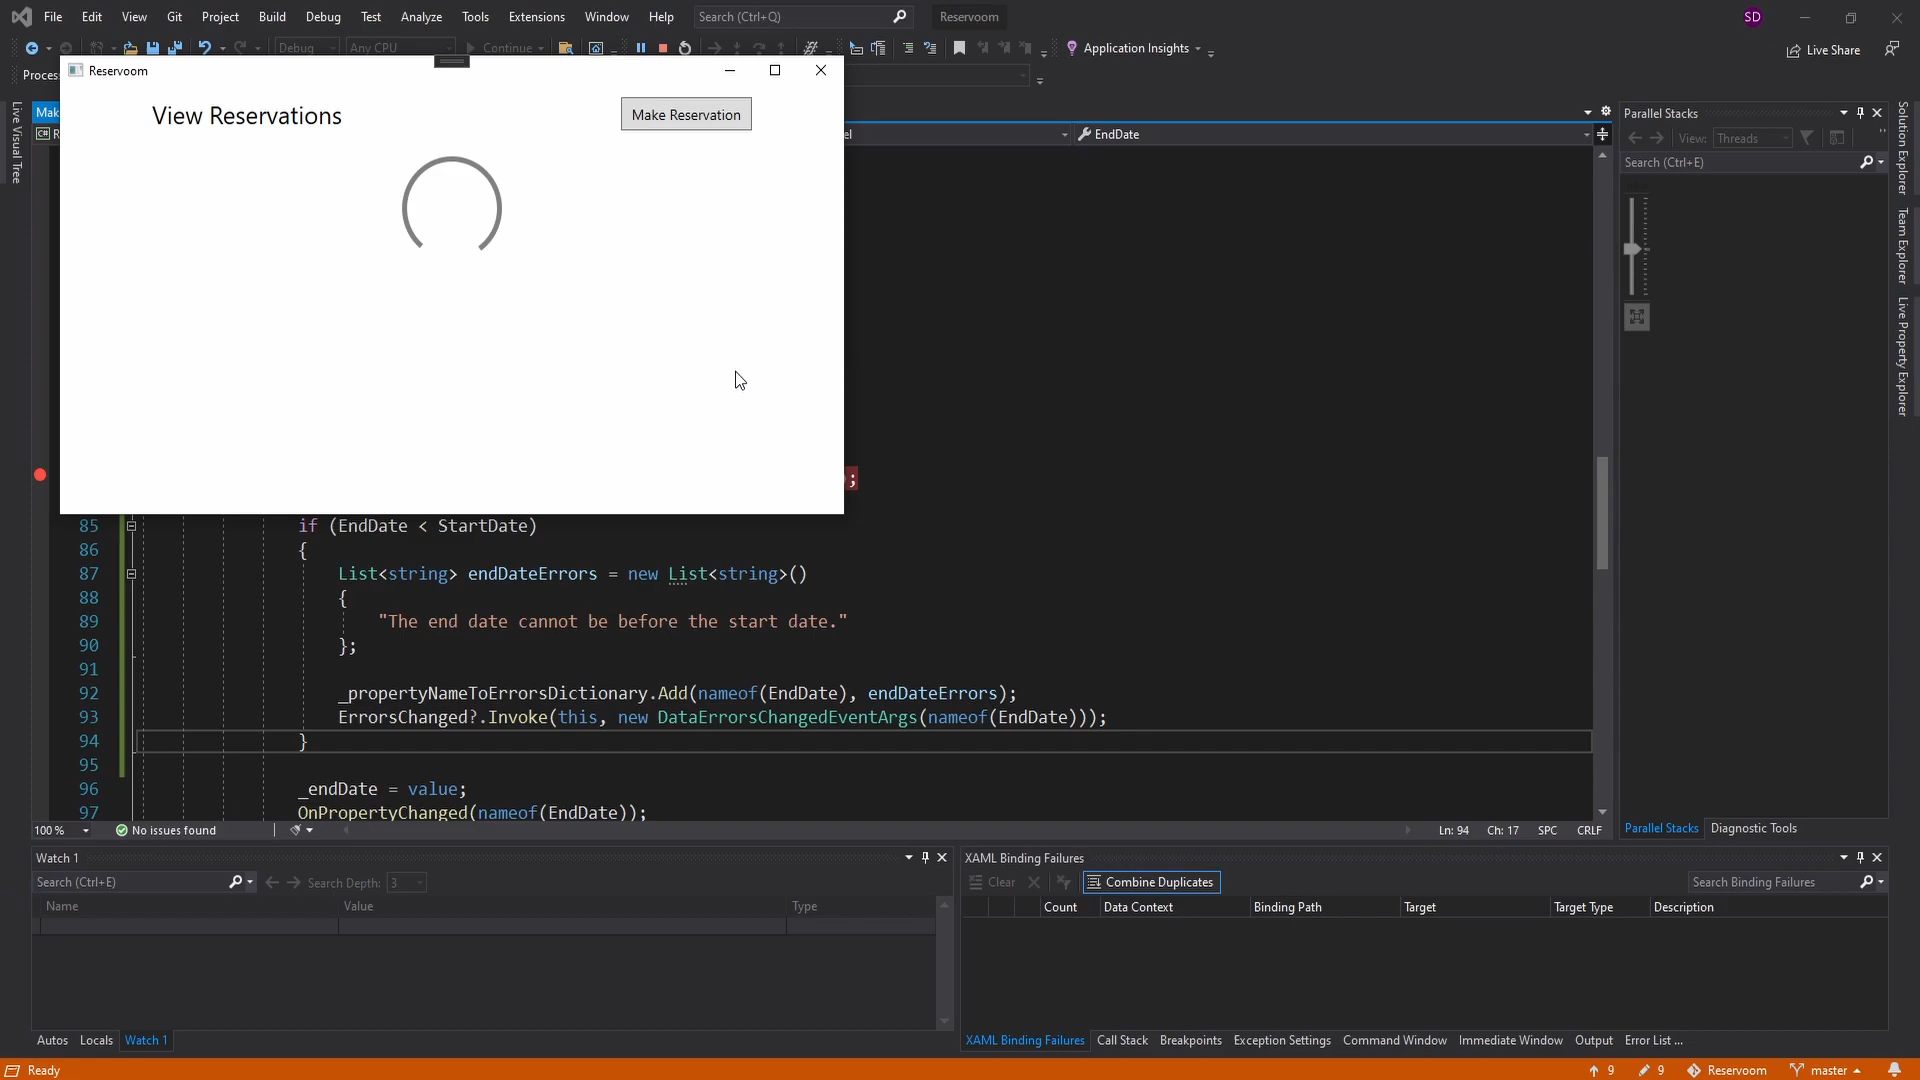 File Edit View Git Project Build Debug Test Analyze Tools Extensions Window Help Search (Ctrl+Q) Reservoom SD
Debug Any CPU Continue Application Insights Live Share
Proces
Reservoom
View Reservations Make Reservation
Mak
EndDate
Live Visual Tree
Parallel Stacks
View: Threads
Search (Ctrl+E)
Solution Explorer
Team Explorer
Live Property Explorer
;
85 if (EndDate < StartDate)
86 {
87 List<string> endDateErrors = new List<string>()
88 {
89 "The end date cannot be before the start date."
90 };
91
92 _propertyNameToErrorsDictionary.Add(nameof(EndDate), endDateErrors);
93 ErrorsChanged?.Invoke(this, new DataErrorsChangedEventArgs(nameof(EndDate)));
94 }
95
96 _endDate = value;
97 OnPropertyChanged(nameof(EndDate));
100 % No issues found Ln: 94 Ch: 17 SPC CRLF
Parallel Stacks Diagnostic Tools
Watch 1
Search (Ctrl+E) Search Depth: 3
Name Value Type
Autos Locals Watch 1
XAML Binding Failures
Clear Combine Duplicates Search Binding Failures
Count Data Context Binding Path Target Target Type Description
XAML Binding Failures Call Stack Breakpoints Exception Settings Command Window Immediate Window Output Error List ...
Ready 9 9 Reservoom master